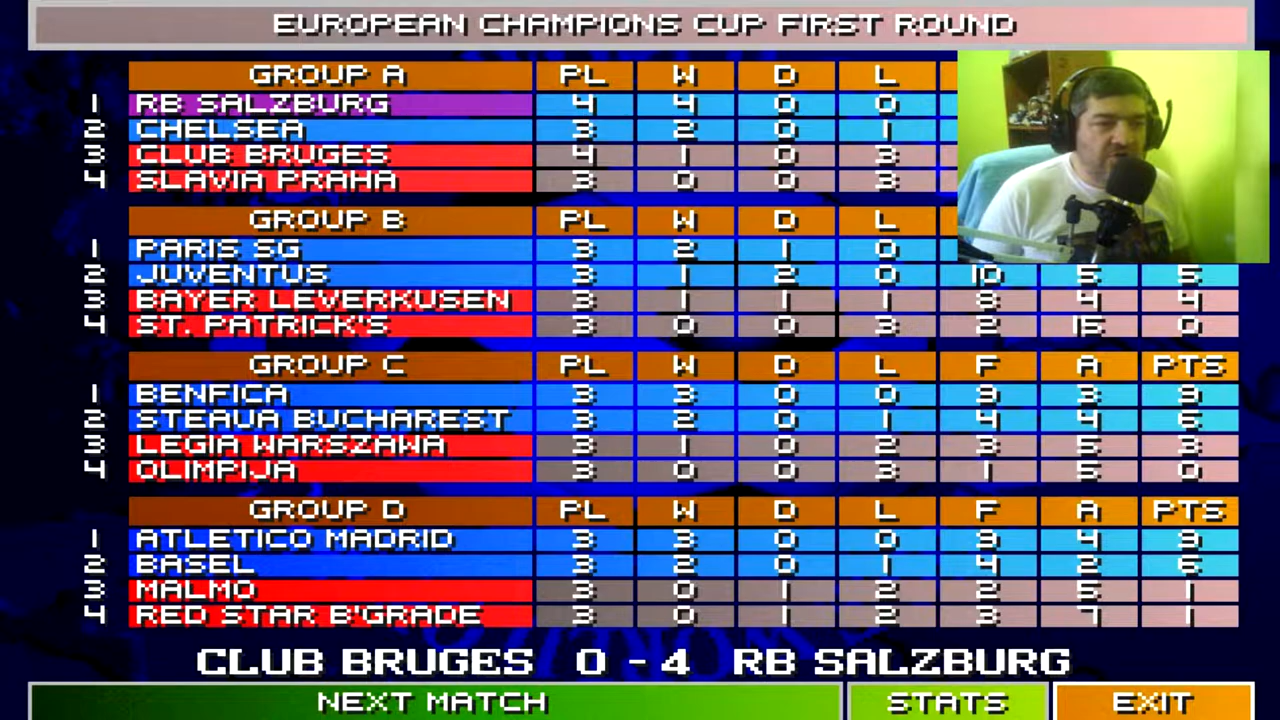 EUROPEAN CHAMPIONS CUP FIRST ROUND
GROUP A PL W D L
1 RB SALZBURG 4 4 0 0
2 CHELSEA 3 2 0 1
3 CLUB BRUGES 4 1 0 3
4 SLAVIA PRAHA 3 0 0 3
GROUP B PL W D L
1 PARIS SG 3 2 1 0
2 JUVENTUS 3 1 2 0 10 5 5
3 BAYER LEVERKUSEN 3 1 1 1 8 4 4
4 ST. PATRICK'S 3 0 0 3 2 15 0
GROUP C PL W D L F A PTS
1 BENFICA 3 3 0 0 9 3 9
2 STEAUA BUCHAREST 3 2 0 1 4 4 6
3 LEGIA WARSZAWA 3 1 0 2 3 5 3
4 OLIMPIJA 3 0 0 3 1 5 0
GROUP D PL W D L F A PTS
1 ATLETICO MADRID 3 3 0 0 9 4 9
2 BASEL 3 2 0 1 4 2 6
3 MALMO 3 0 1 2 2 5 1
4 RED STAR B'GRADE 3 0 1 2 3 7 1
CLUB BRUGES 0 - 4 RB SALZBURG
NEXT MATCH STATS EXIT